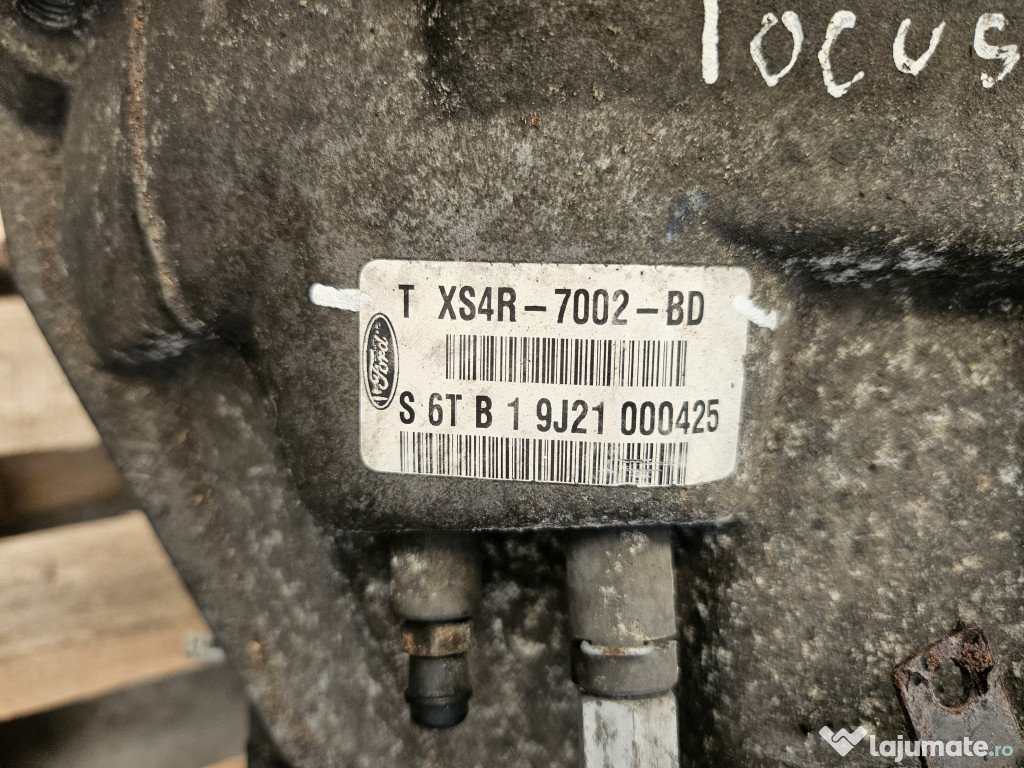 Focus
T XS4R-7002-BD
Ford
S 6T B 1 9J21 000425
lajumate.ro